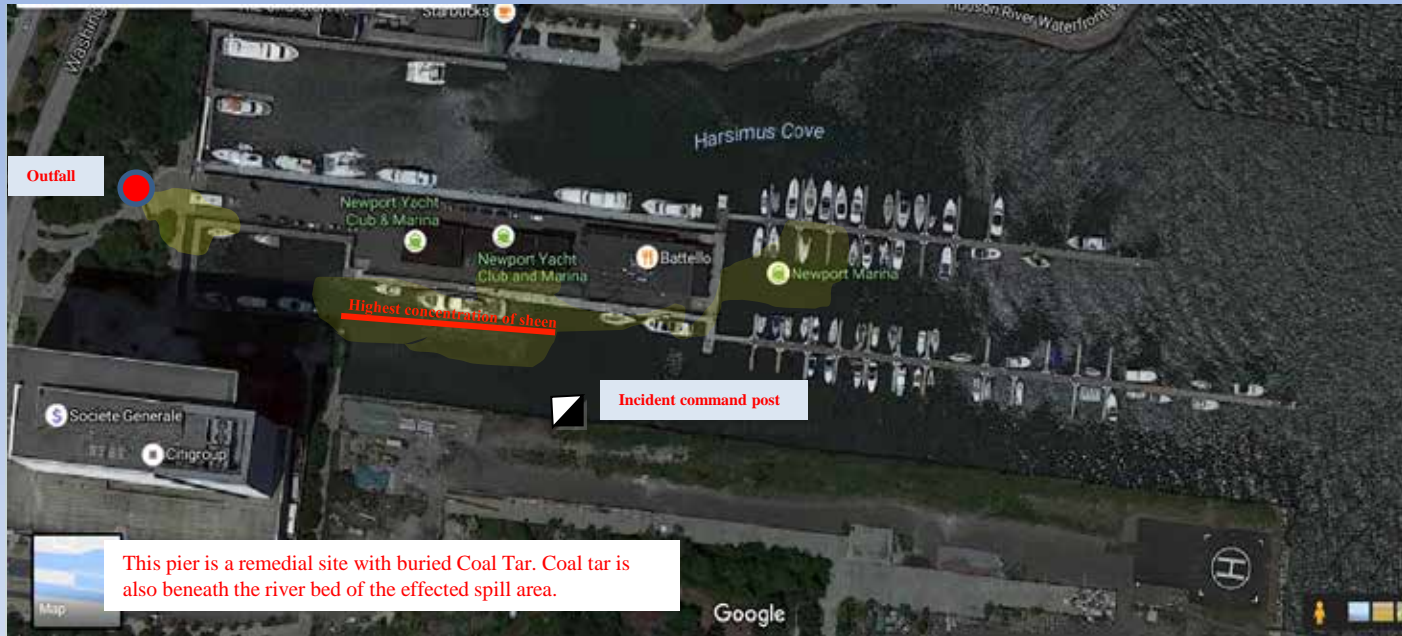 Starbucks
Hudson River Waterfront W
Washing
Harsimus Cove
Outfall
Newport Yacht
Club & Marina
Newport Yacht
Club and Marina
Battello
Newport Marina
Highest concentration of sheen
Incident command post
$
Societe Generale
Citigroup
H
This pier is a remedial site with buried Coal Tar. Coal tar is
also beneath the river bed of the effected spill area.
Map
Google